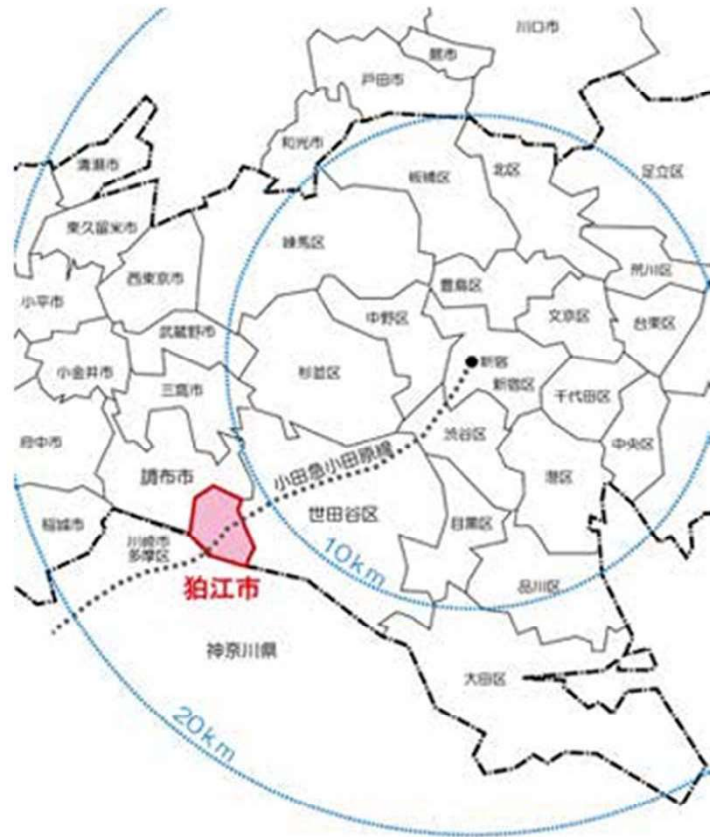 川口市
蕨市
戸田市
和光市
清瀬市
北区
足立区
板橋区
東久留米市
練馬区
荒川区
西東京市
豊島区
小平市
中野区
文京区
台東区
武蔵野市
新宿
小金井市
杉並区
新宿区
三鷹市
千代田区
渋谷区
中央区
府中市
小田急小田原線
調布市
港区
世田谷区
稲城市
目黒区
川崎市
多摩区
10km
品川区
狛江市
神奈川県
大田区
20km